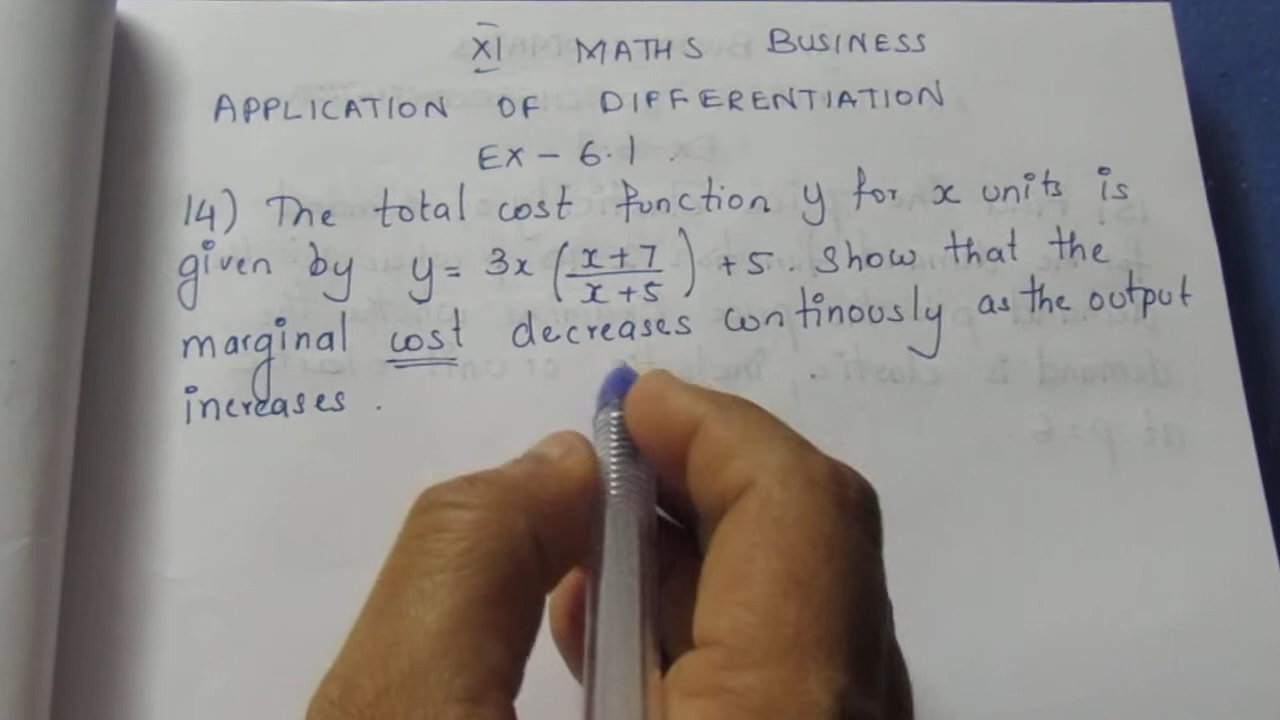 XI MATHS BUSINESS
APPLICATION OF DIFFERENTIATION
EX - 6.1.
14) The total cost function y for x units is
given by y = 3x (x+7/x+5) + 5. Show that the
marginal cost decreases continously as the output
increases.